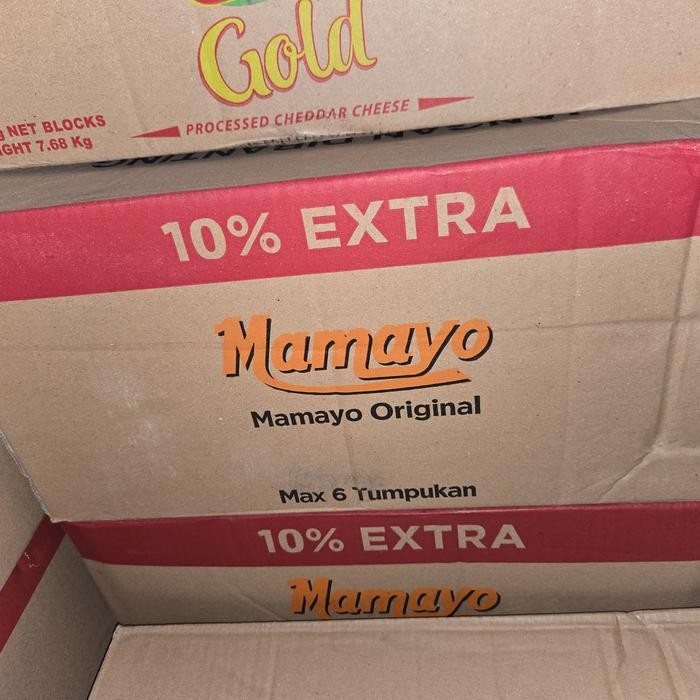 Gold
PROCESSED CHEDDAR CHEESE
NET BLOCKS
7.68 Kg
10% EXTRA
Mamayo
Mamayo Original
Max 6 Tumpukan
10% EXTRA
Mamayo